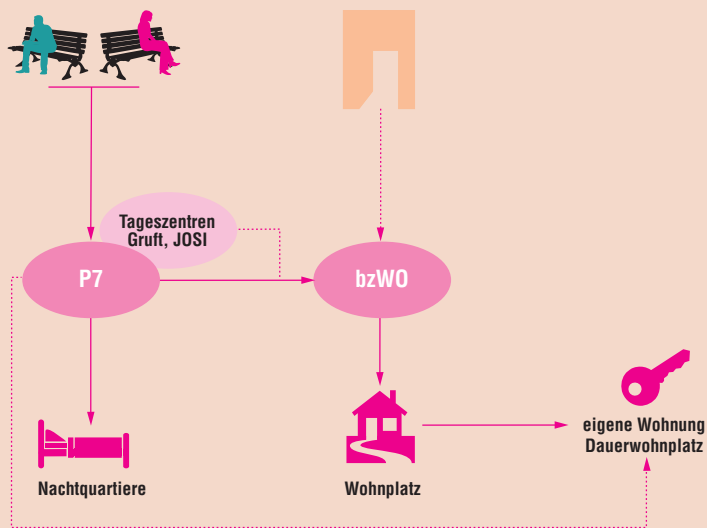 Tageszentren
Gruft, JOSI
P7
bzWO
eigene Wohnung
Dauerwohnplatz
Nachtquartiere
Wohnplatz